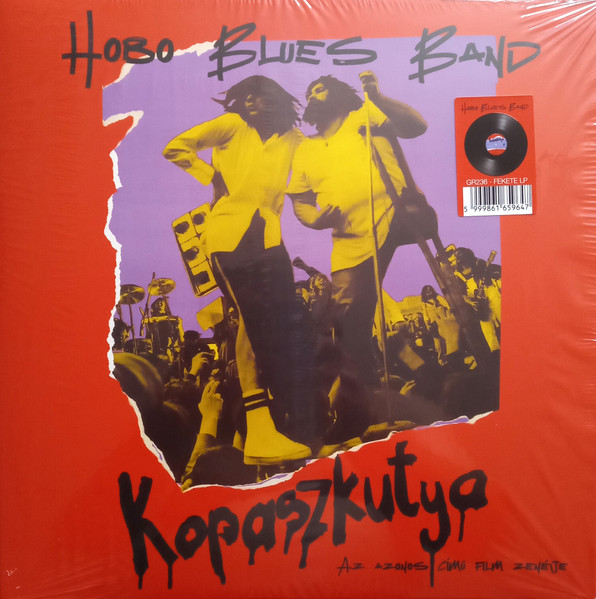 HOBO BLUES BAND
HOBO BLUES BAND
GR236 - FEKETE LP
5 999861 659647
Kopaszkutya
AZ AZONOS CÍMŰ FILM ZENÉJE